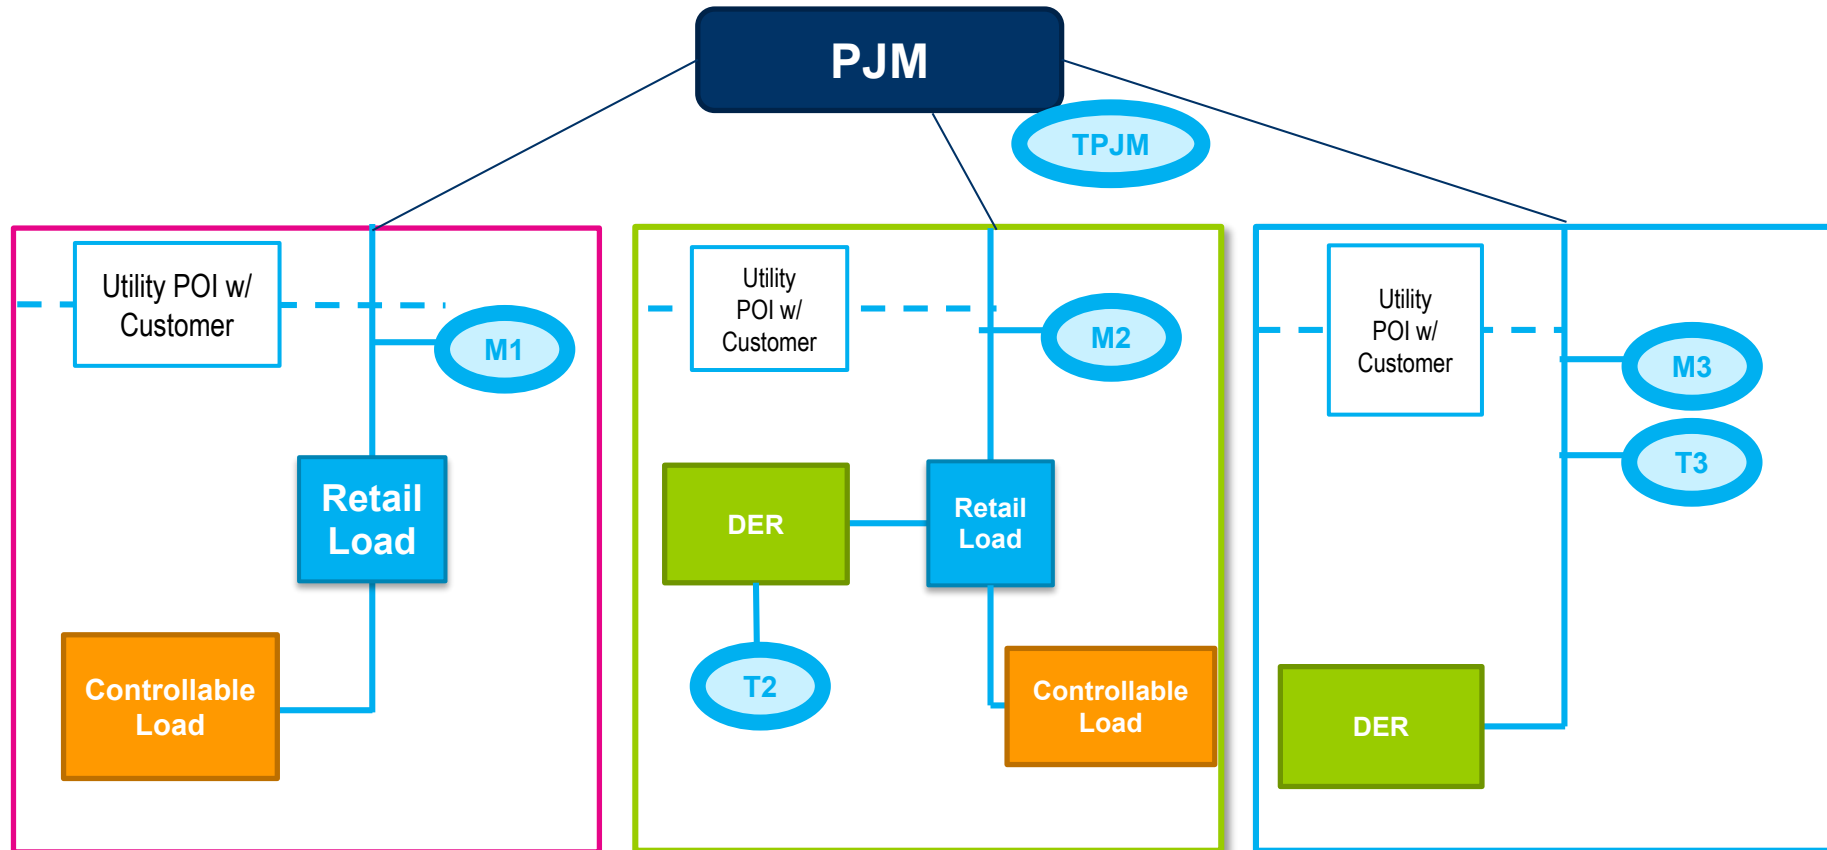 PJM
TPJM
Utility POI w/
Customer
M1
Retail
Load
Controllable
Load
Utility
POI w/
Customer
M2
DER
Retail
Load
T2
Controllable
Load
Utility
POI w/
Customer
M3
T3
DER